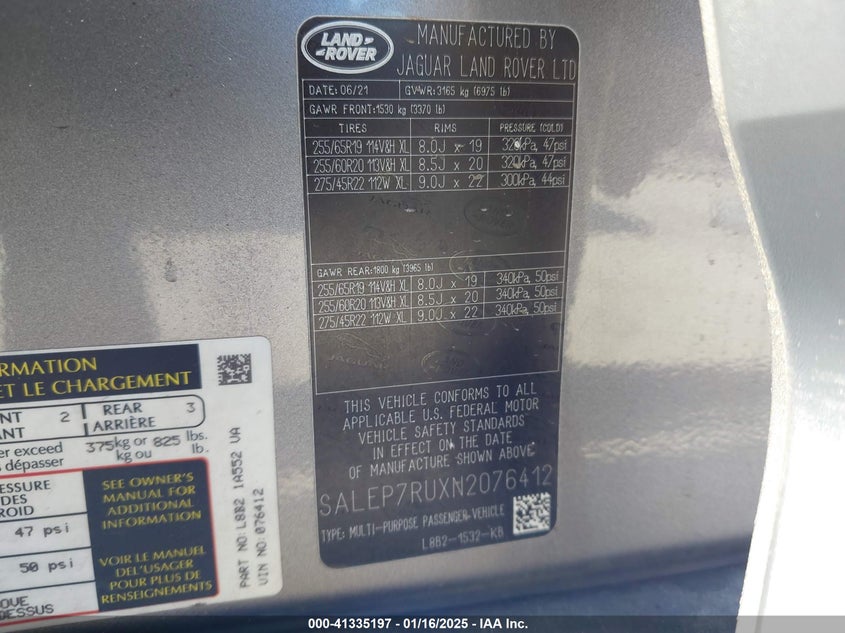 LAND ROVER
MANUFACTURED BY
JAGUAR LAND ROVER LTD
DATE: 06/21 GVWR: 3165 kg (6975 lb)
GAWR FRONT: 1530 kg (3370 lb)
TIRES RIMS PRESSURE (COLD)
255/65R19 114V&H XL 8.0J x 19 320kPa, 47psi
255/60R20 113V&H XL 8.5J x 20 320kPa, 47psi
275/45R22 112W XL 9.0J x 22 300kPa, 44psi
GAWR REAR: 1800 kg (3965 lb)
255/65R19 114V&H XL 8.0J x 19 340kPa, 50psi
255/60R20 113V&H XL 8.5J x 20 340kPa, 50psi
275/45R22 112W XL 9.0J x 22 340kPa, 50psi
THIS VEHICLE CONFORMS TO ALL
APPLICABLE U.S. FEDERAL MOTOR
VEHICLE SAFETY STANDARDS
IN EFFECT ON THE DATE
OF MANUFACTURE SHOWN ABOVE
SALEP7RUXN2076412
TYPE: MULTI-PURPOSE PASSENGER VEHICLE
L8B2-1532-KB
ORMATION
ET LE CHARGEMENT
NT 2 REAR 3
ANT ARRIÈRE
er exceed 375kg or 825 lbs.
s dépasser kg ou lb.
ESSURE
DES
ROID
47 psi
50 psi
QUE
DESSUS
SEE OWNER'S
MANUAL FOR
ADDITIONAL
INFORMATION
VOIR LE MANUEL
DE L'USAGER
POUR PLUS DE
RENSEIGNEMENTS
PART NO: L8B2 1A552 VA
VIN NO: 076412
000-41335197 - 01/16/2025 - IAA Inc.